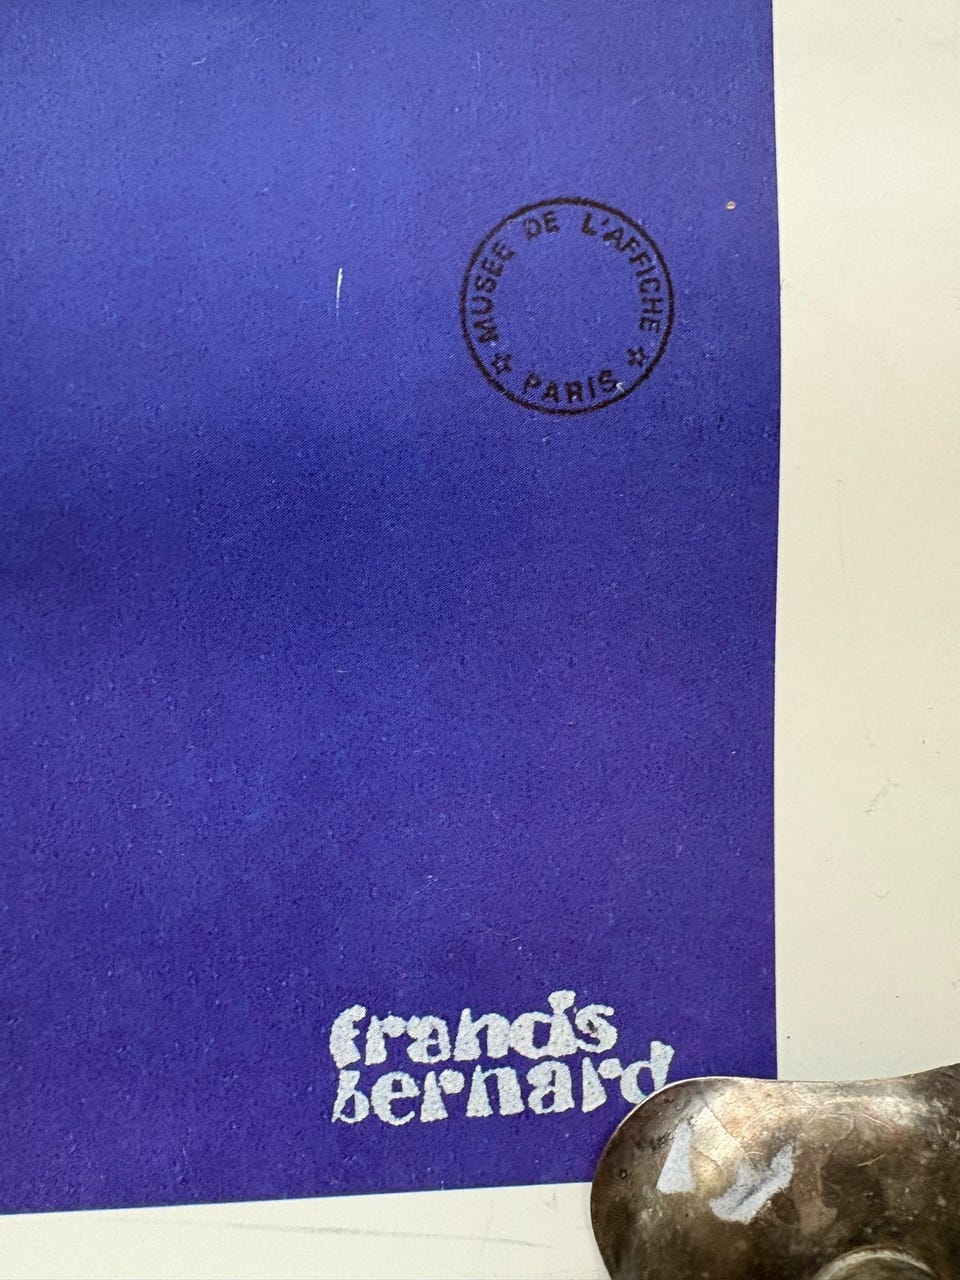 MUSEE DE L'AFFICHE
☆ PARIS ☆
francis
bernard